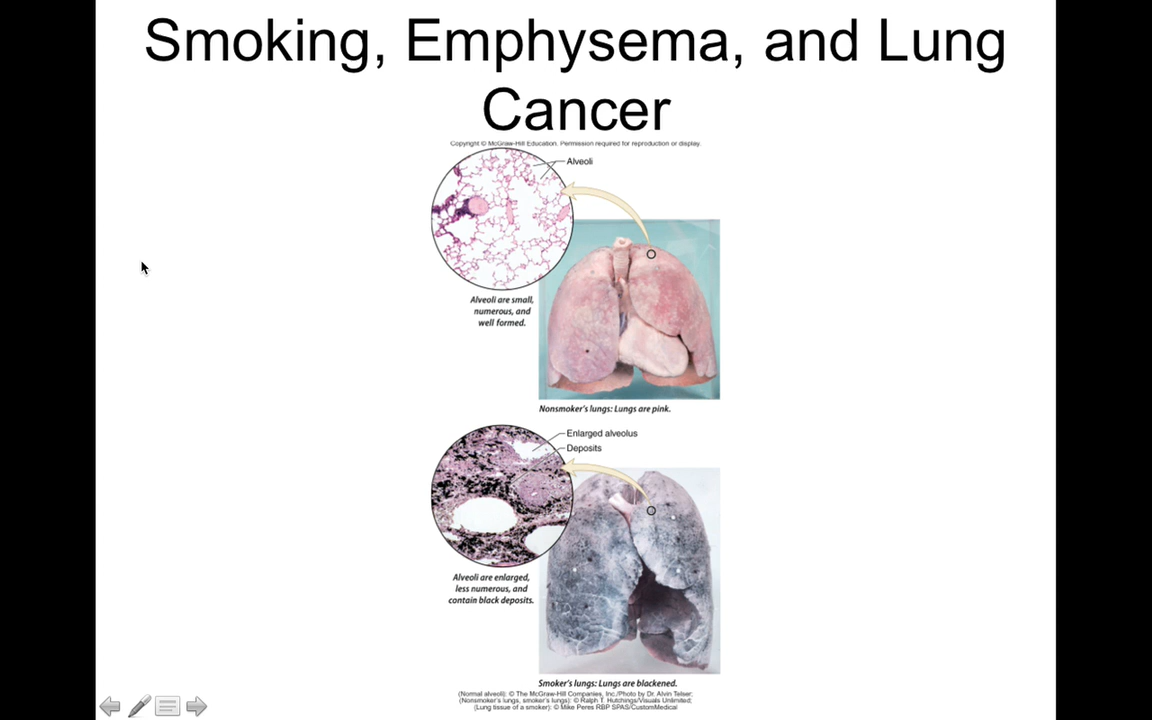 Smoking, Emphysema, and Lung
Cancer
Copyright © McGraw-Hill Education. Permission required for reproduction or display.
Alveoli
Alveoli are small,
numerous, and
well formed.
Nonsmoker's lungs: Lungs are pink.
Enlarged alveolus
Deposits
Alveoli are enlarged,
less numerous, and
contain black deposits.
Smoker's lungs: Lungs are blackened.
(Normal alveoli): © The McGraw-Hill Companies, Inc./Photo by Dr. Alvin Telser;
(Nonsmoker's lungs, smoker's lungs): © Ralph T. Hutchings/Visuals Unlimited;
(Lung tissue of a smoker): © Mike Peres RBP SPAS/CustomMedical